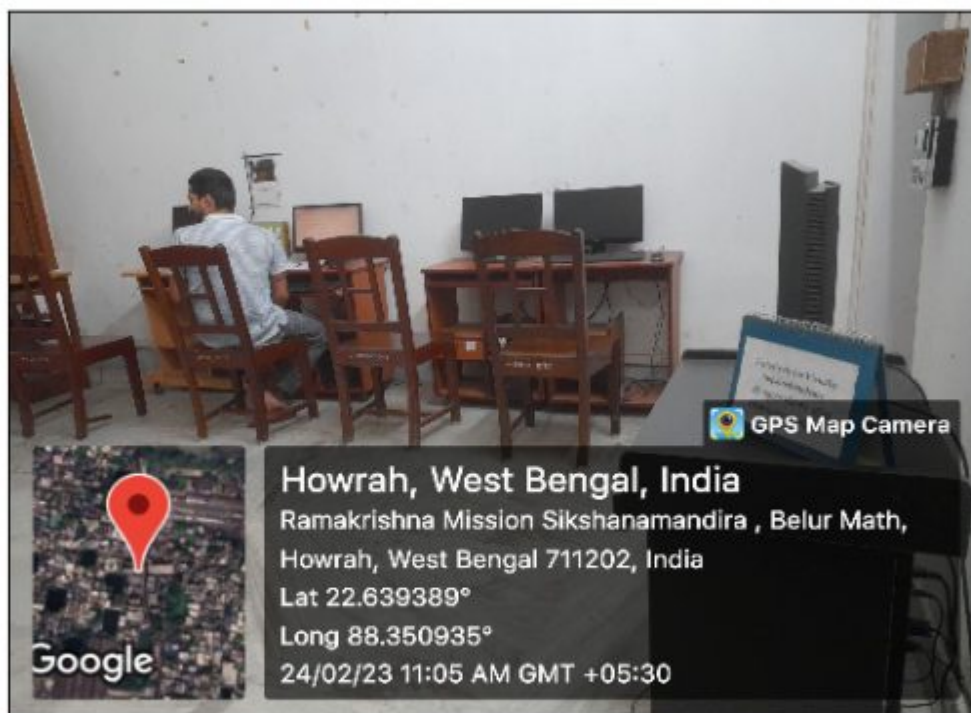 GPS Map Camera
Howrah, West Bengal, India
Ramakrishna Mission Sikshanamandira , Belur Math,
Howrah, West Bengal 711202, India
Lat 22.639389°
Long 88.350935°
24/02/23 11:05 AM GMT +05:30
Google